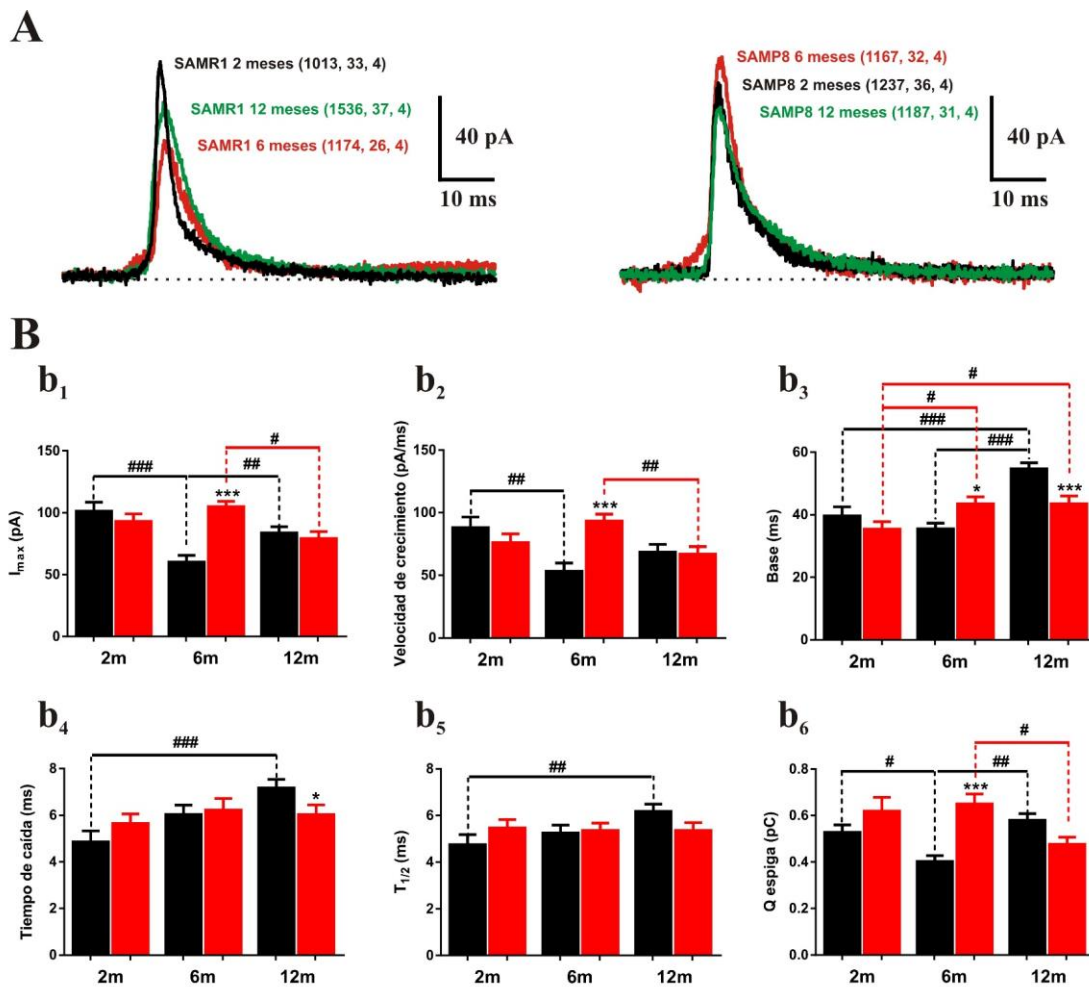 A
SAMR1 2 meses (1013, 33, 4)
SAMR1 12 meses (1536, 37, 4)
SAMR1 6 meses (1174, 26, 4)
40 pA
10 ms
SAMP8 6 meses (1167, 32, 4)
SAMP8 2 meses (1237, 36, 4)
SAMP8 12 meses (1187, 31, 4)
40 pA
10 ms
B
b1
Imax (pA)
150
100
50
0
###
##
#
***
2m 6m 12m
b2
Velocidad de crecimiento (pA/ms)
150
100
50
0
##
##
***
2m 6m 12m
b3
Base (ms)
60
40
20
0
#
#
###
###
*
***
2m 6m 12m
b4
Tiempo de caída (ms)
8
6
4
2
0
###
*
2m 6m 12m
b5
T1/2 (ms)
8
6
4
2
0
##
2m 6m 12m
b6
Q espiga (pC)
0.8
0.6
0.4
0.2
0.0
#
#
##
***
2m 6m 12m